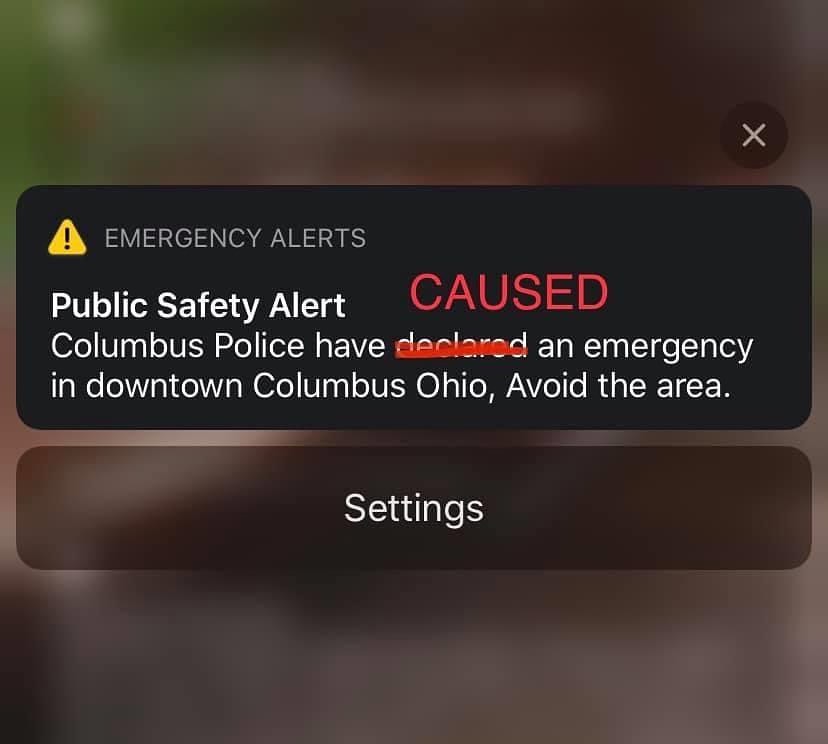 EMERGENCY ALERTS
CAUSED
Public Safety Alert
Columbus Police have declared an emergency
in downtown Columbus Ohio, Avoid the area.
Settings